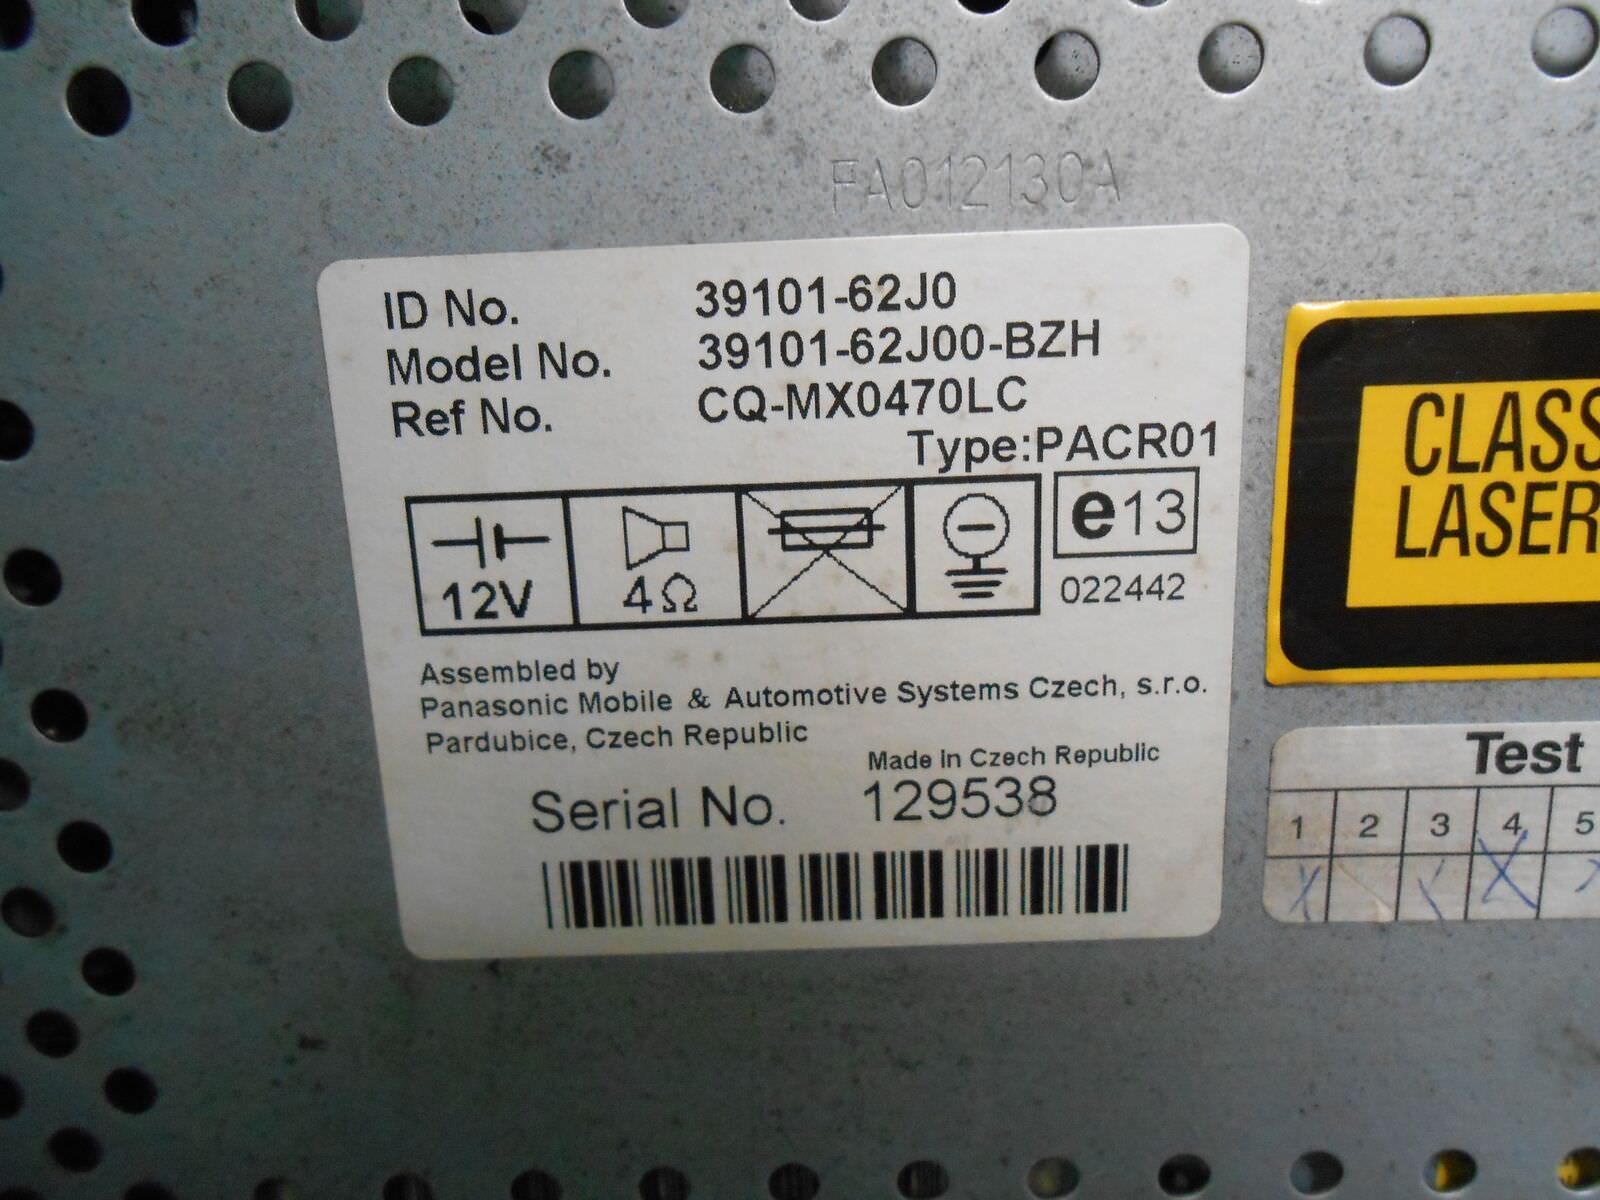 FA012130A
ID No. 39101-62J0
Model No. 39101-62J00-BZH
Ref No. CQ-MX0470LC
Type:PACR01
12V 4Ω e13
022442
Assembled by
Panasonic Mobile & Automotive Systems Czech, s.r.o.
Pardubice, Czech Republic
Made in Czech Republic
Serial No. 129538
CLASS
LASER
Test
1 2 3 4 5